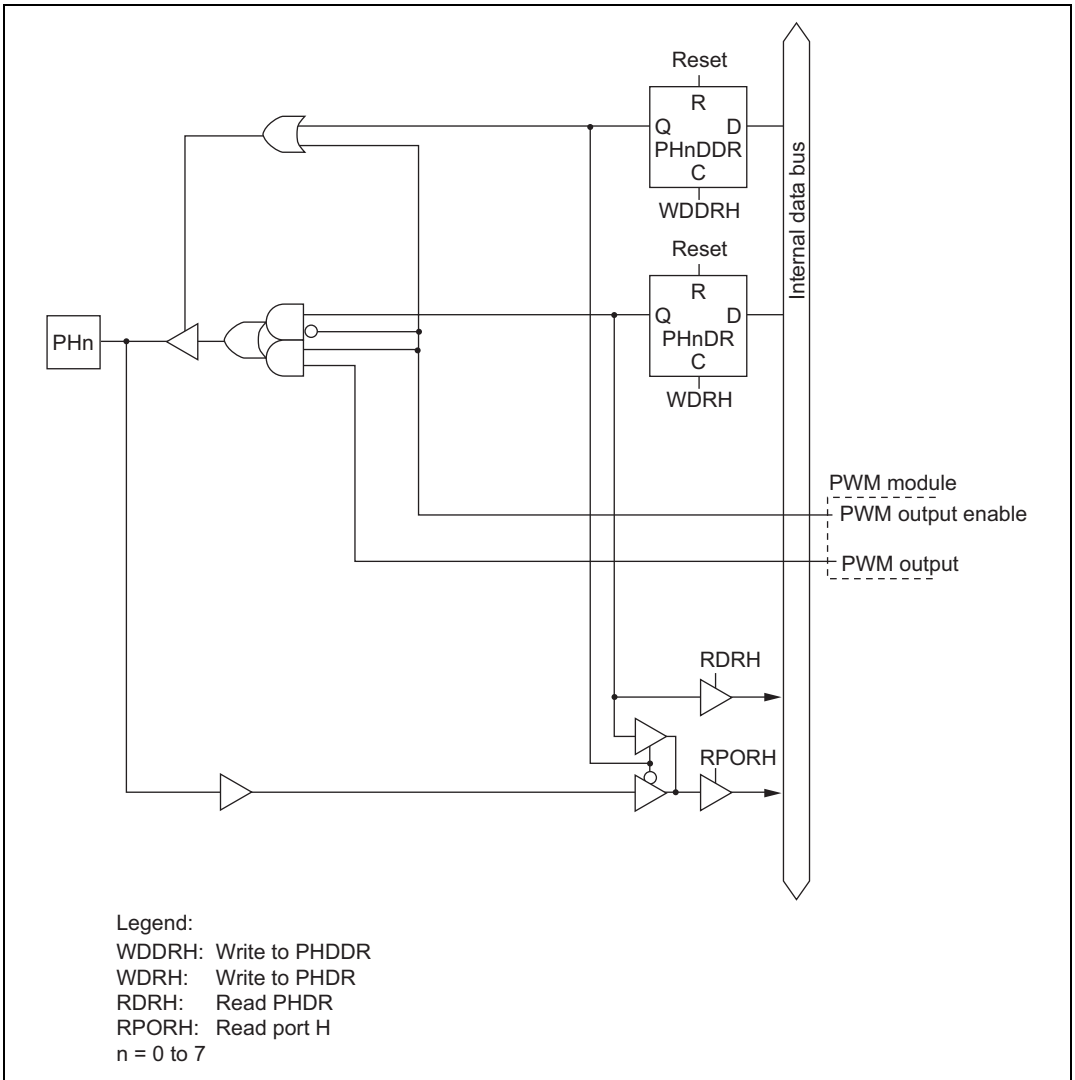 Reset
R
Q D
PHnDDR
C
WDDRH
Internal data bus
Reset
R
Q D
PHnDR
C
WDRH
PHn
PWM module
PWM output enable
PWM output
RDRH
RPORH
Legend:
WDDRH: Write to PHDDR
WDRH: Write to PHDR
RDRH: Read PHDR
RPORH: Read port H
n = 0 to 7